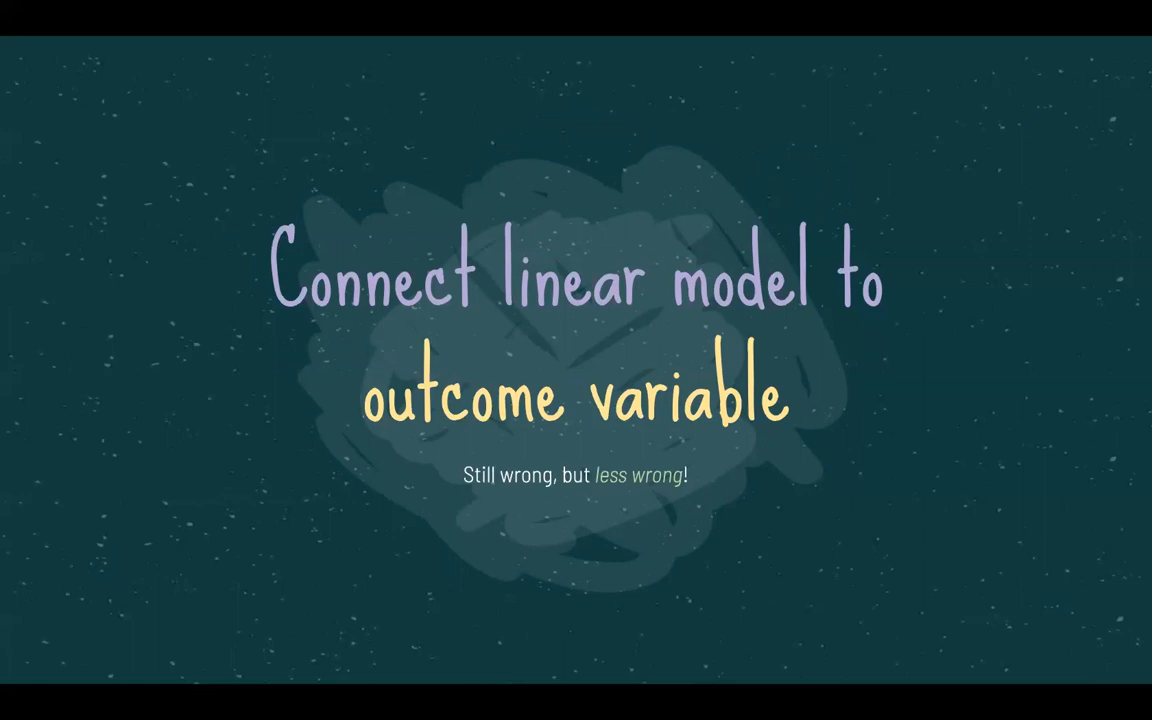 Connect linear model to
outcome variable
Still wrong, but less wrong!